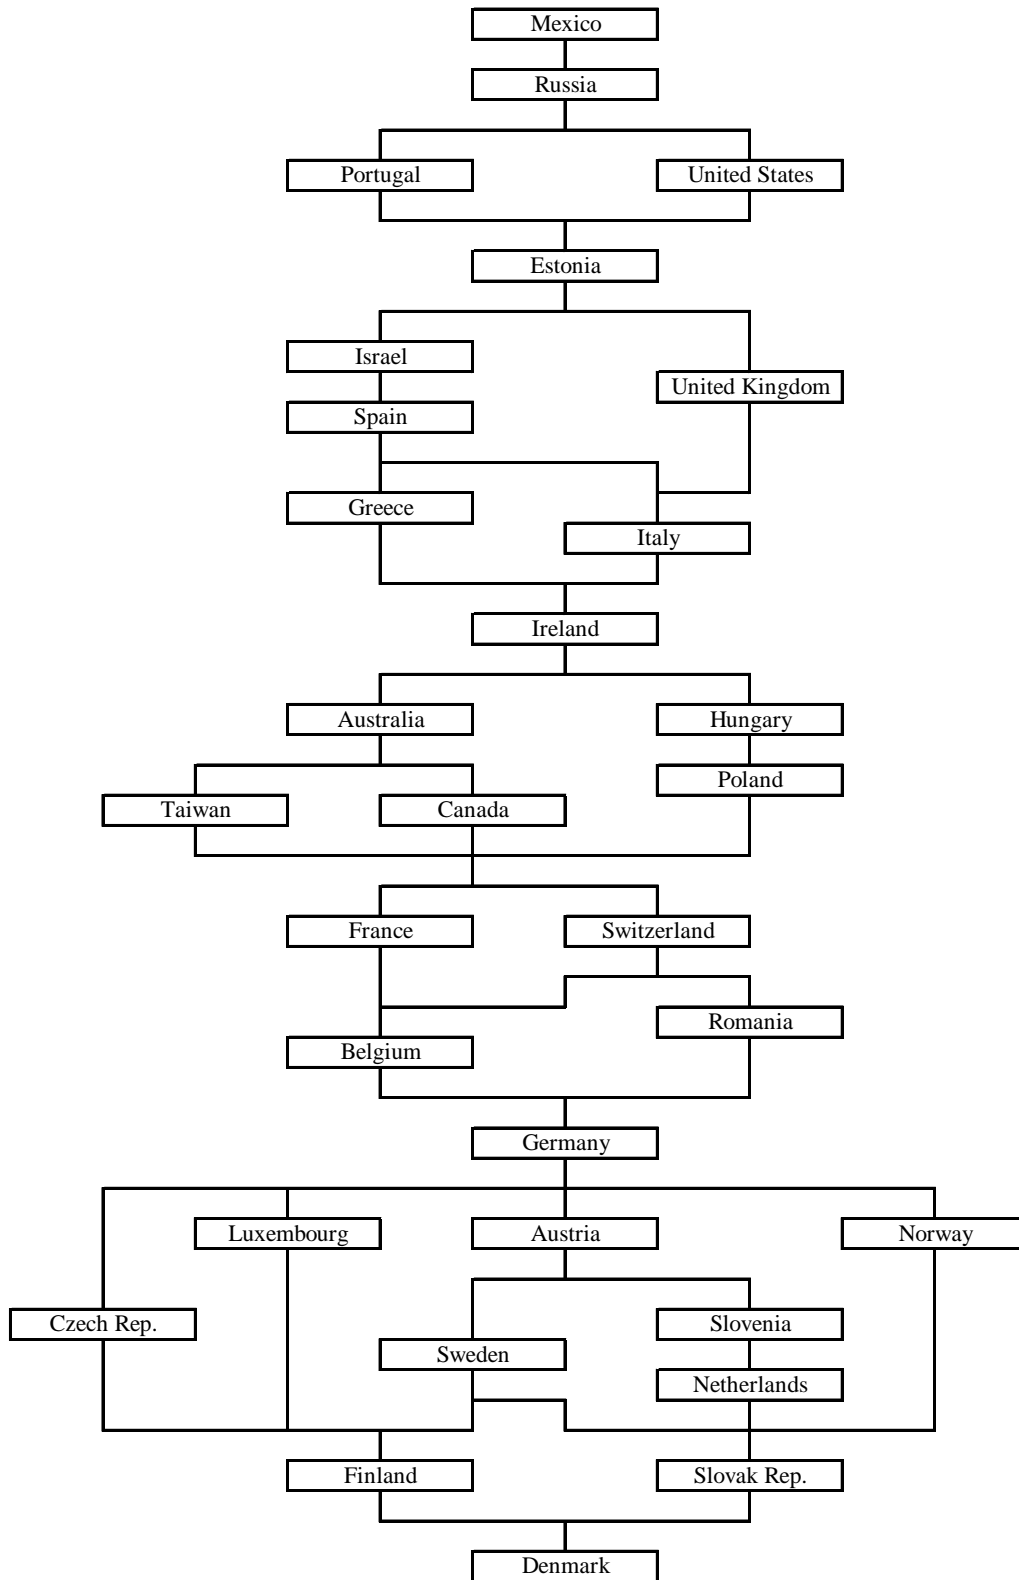 Mexico
Russia
Portugal
United States
Estonia
Israel
United Kingdom
Spain
Greece
Italy
Ireland
Australia
Hungary
Poland
Taiwan
Canada
France
Switzerland
Romania
Belgium
Germany
Luxembourg
Austria
Norway
Czech Rep.
Slovenia
Sweden
Netherlands
Finland
Slovak Rep.
Denmark